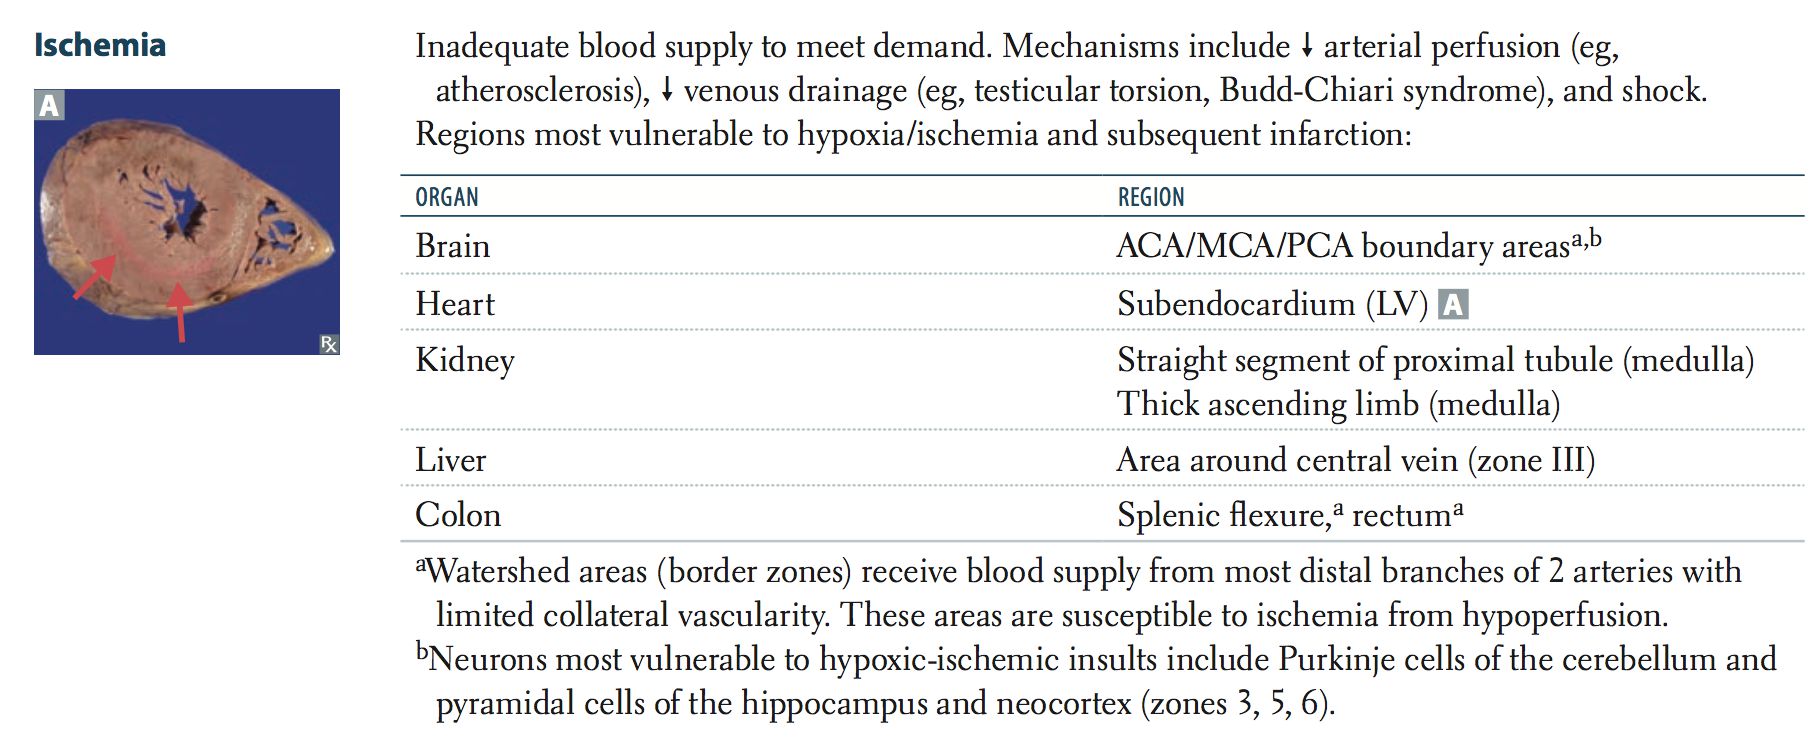 Ischemia
A
℞
Inadequate blood supply to meet demand. Mechanisms include ↓ arterial perfusion (eg,
atherosclerosis), ↓ venous drainage (eg, testicular torsion, Budd-Chiari syndrome), and shock.
Regions most vulnerable to hypoxia/ischemia and subsequent infarction:
ORGAN REGION
Brain ACA/MCA/PCA boundary areasᵃ,ᵇ
Heart Subendocardium (LV) A
Kidney Straight segment of proximal tubule (medulla)
Thick ascending limb (medulla)
Liver Area around central vein (zone III)
Colon Splenic flexure,ᵃ rectumᵃ
ᵃWatershed areas (border zones) receive blood supply from most distal branches of 2 arteries with
limited collateral vascularity. These areas are susceptible to ischemia from hypoperfusion.
ᵇNeurons most vulnerable to hypoxic-ischemic insults include Purkinje cells of the cerebellum and
pyramidal cells of the hippocampus and neocortex (zones 3, 5, 6).